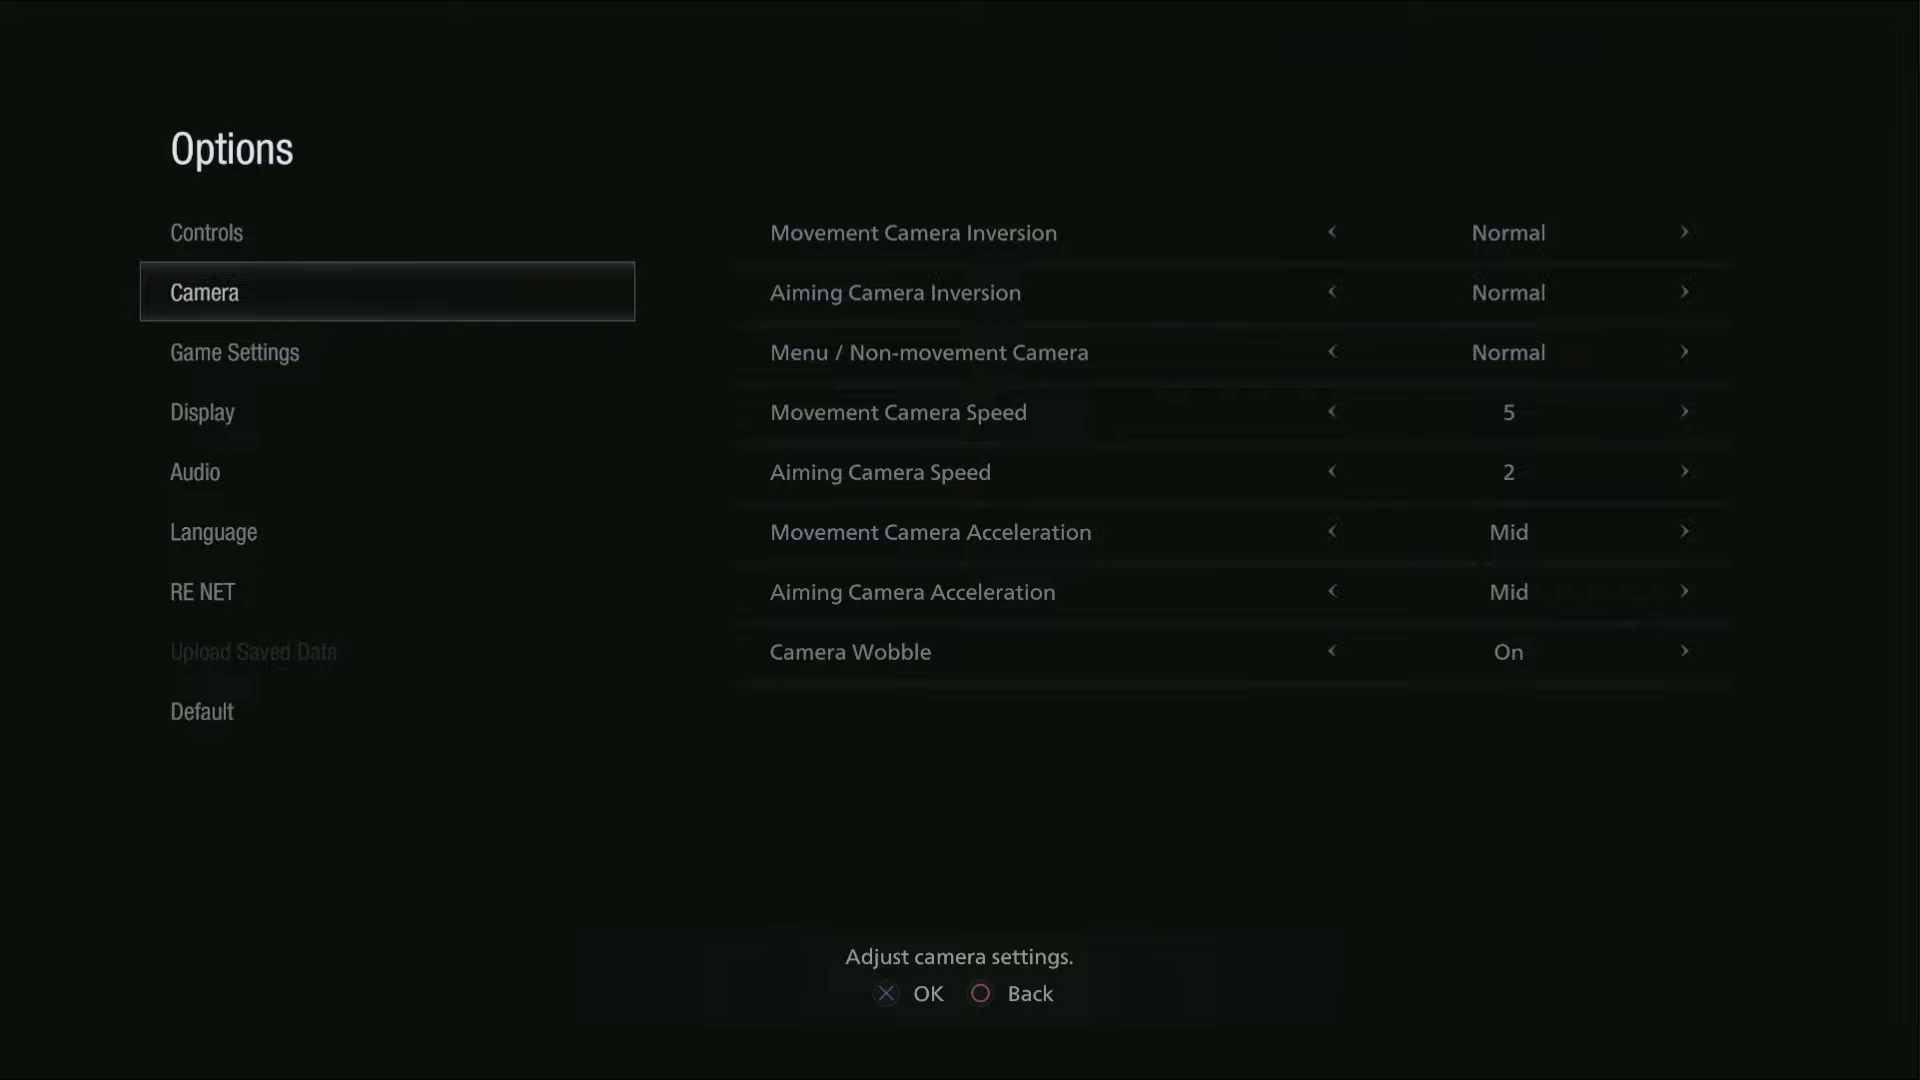 Options
Controls
Camera
Game Settings
Display
Audio
Language
RE NET
Upload Saved Data
Default
Movement Camera Inversion Normal
Aiming Camera Inversion Normal
Menu / Non-movement Camera Normal
Movement Camera Speed 5
Aiming Camera Speed 2
Movement Camera Acceleration Mid
Aiming Camera Acceleration Mid
Camera Wobble On
Adjust camera settings.
OK Back